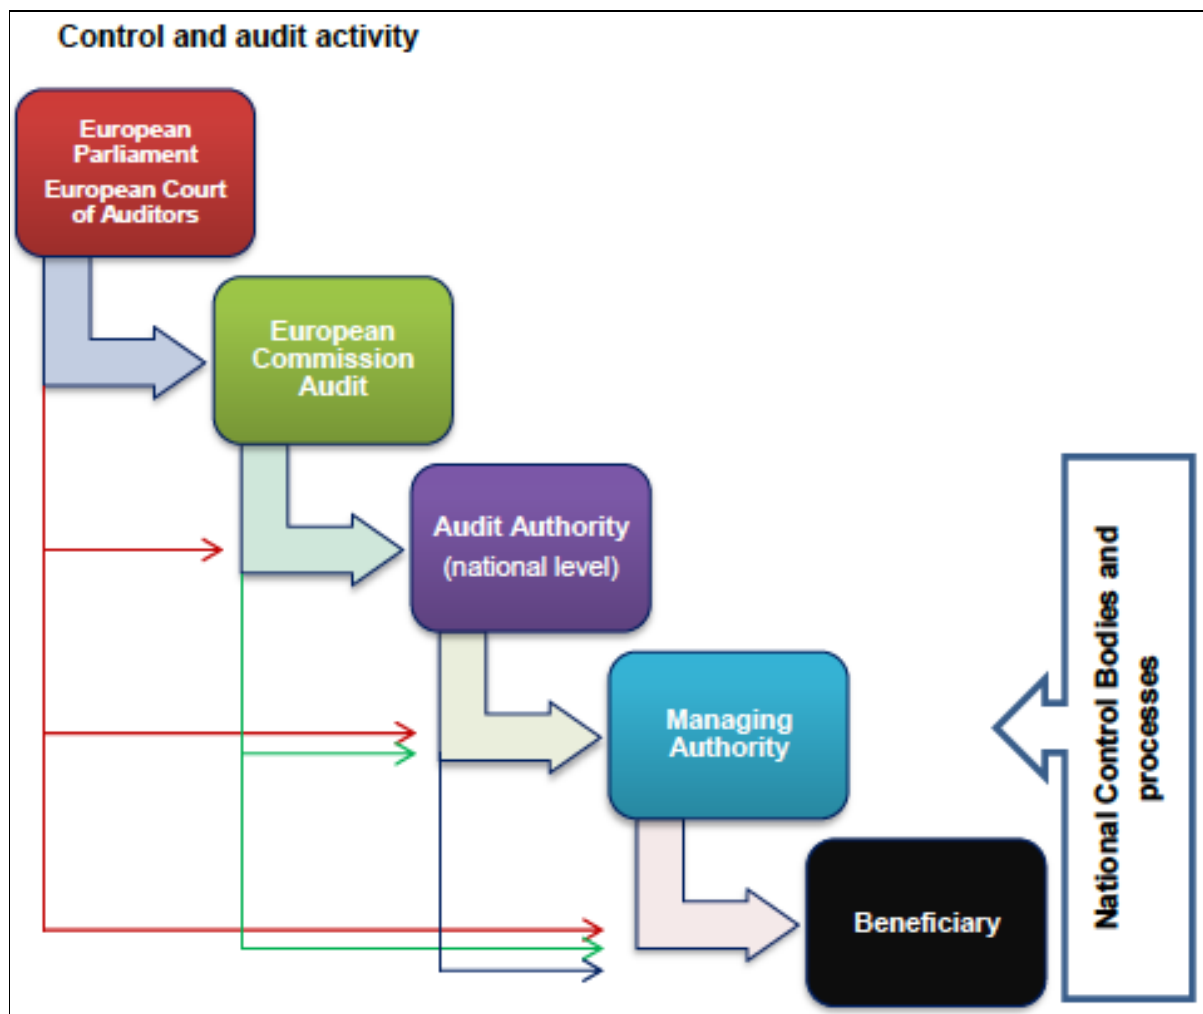 Control and audit activity
European
Parliament
European Court
of Auditors
European
Commission
Audit
Audit Authority
(national level)
Managing
Authority
Beneficiary
National Control Bodies and
processes